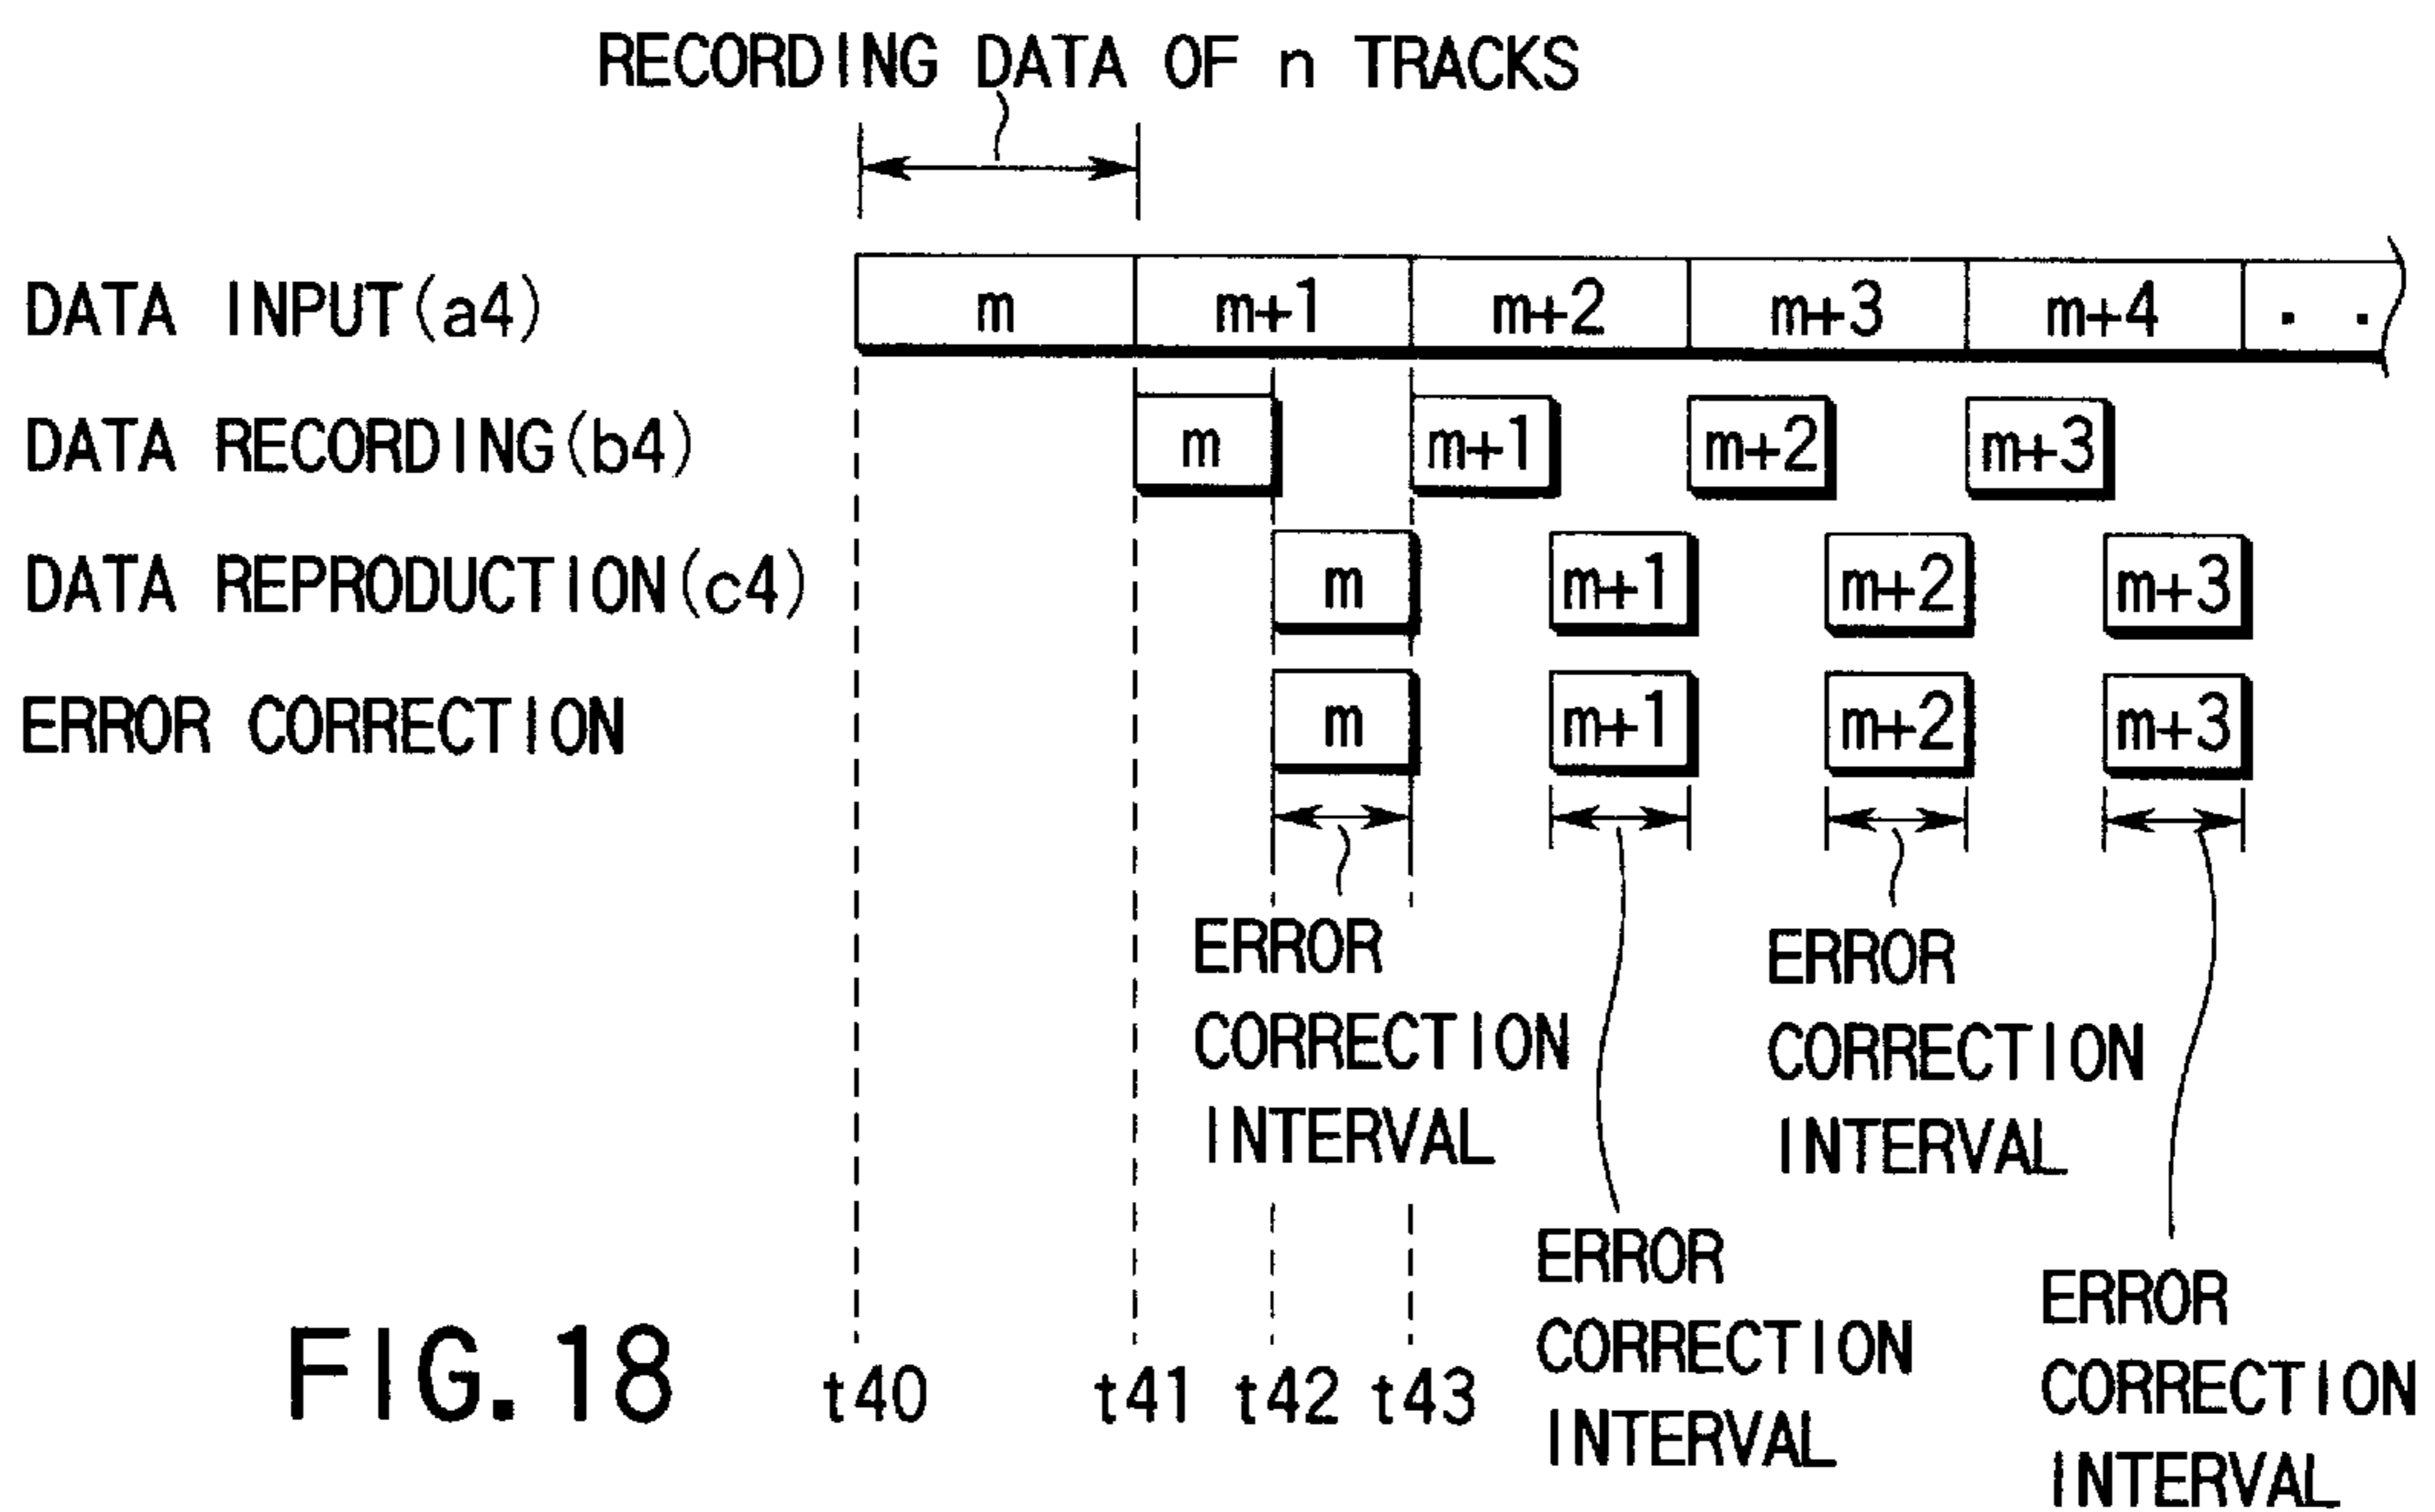 RECORDING DATA OF n TRACKS
DATA INPUT(a4) m m+1 m+2 m+3 m+4 . .
DATA RECORDING(b4) m m+1 m+2 m+3
DATA REPRODUCTION(c4) m m+1 m+2 m+3
ERROR CORRECTION m m+1 m+2 m+3
ERROR
CORRECTION
INTERVAL
ERROR
CORRECTION
INTERVAL
ERROR
CORRECTION
INTERVAL
ERROR
CORRECTION
INTERVAL
t40 t41 t42 t43
FIG.18